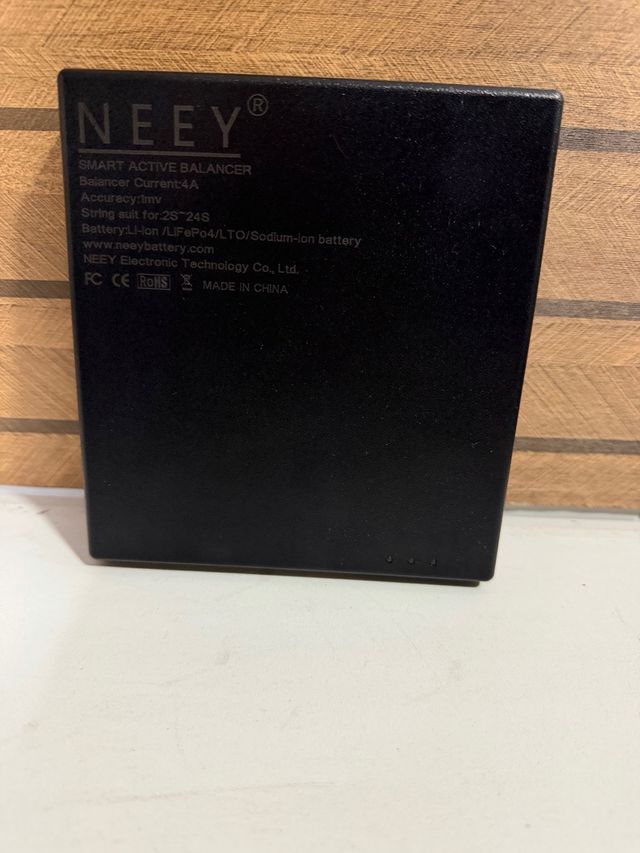 NEEY®
SMART ACTIVE BALANCER
Balancer Current:4A
Accuracy:1mv
String suit for:2S~24S
Battery:Li-ion /LiFePo4/LTO/Sodium-ion battery
www.neeybattery.com
NEEY Electronic Technology Co., Ltd.
FC CE RoHS MADE IN CHINA